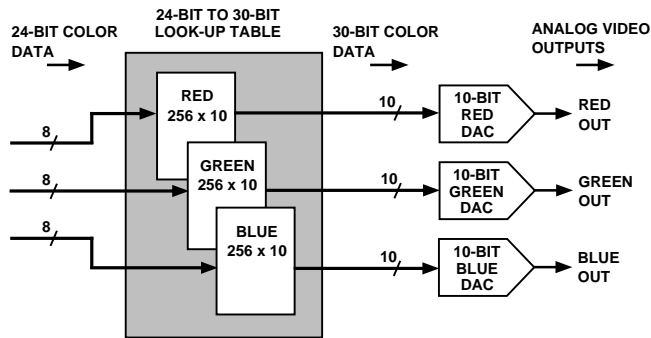 24-BIT COLOR
DATA
24-BIT TO 30-BIT
LOOK-UP TABLE
30-BIT COLOR
DATA
ANALOG VIDEO
OUTPUTS
8
RED
256 x 10
10
10-BIT
RED
DAC
RED
OUT
8
GREEN
256 x 10
10
10-BIT
GREEN
DAC
GREEN
OUT
8
BLUE
256 x 10
10
10-BIT
BLUE
DAC
BLUE
OUT